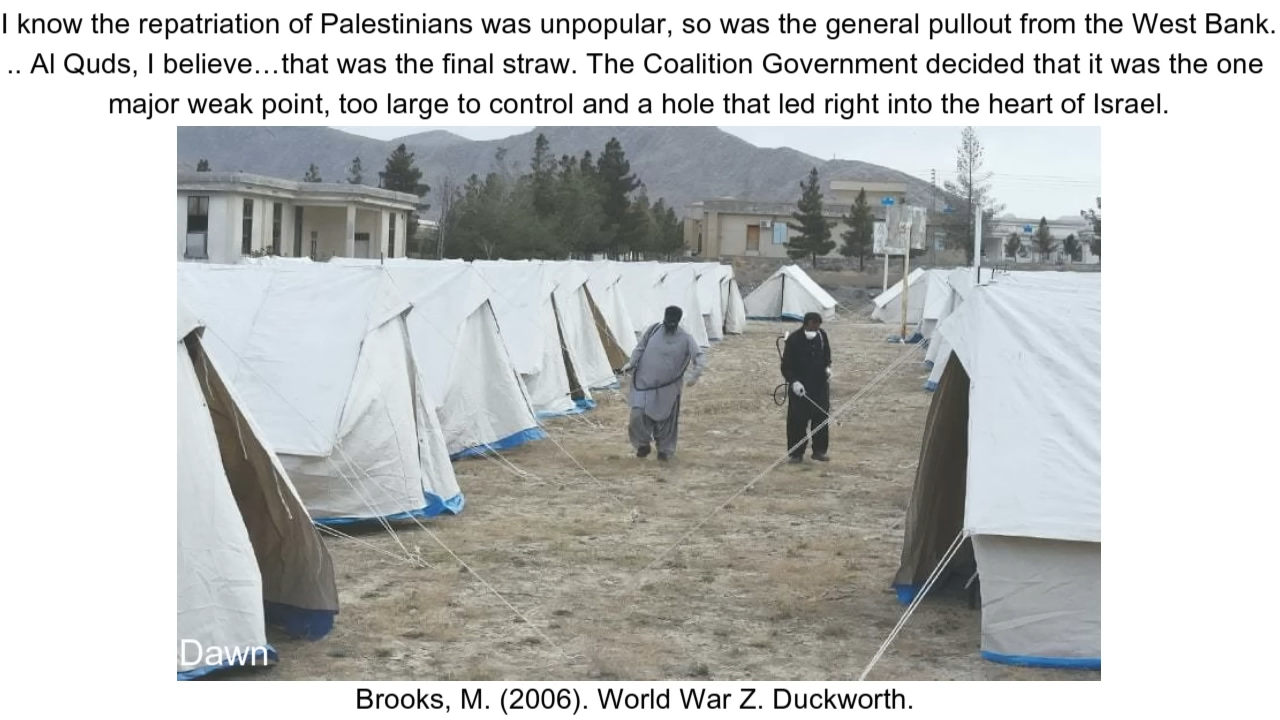 I know the repatriation of Palestinians was unpopular, so was the general pullout from the West Bank.
.. Al Quds, I believe…that was the final straw. The Coalition Government decided that it was the one
major weak point, too large to control and a hole that led right into the heart of Israel.
Dawn
Brooks, M. (2006). World War Z. Duckworth.